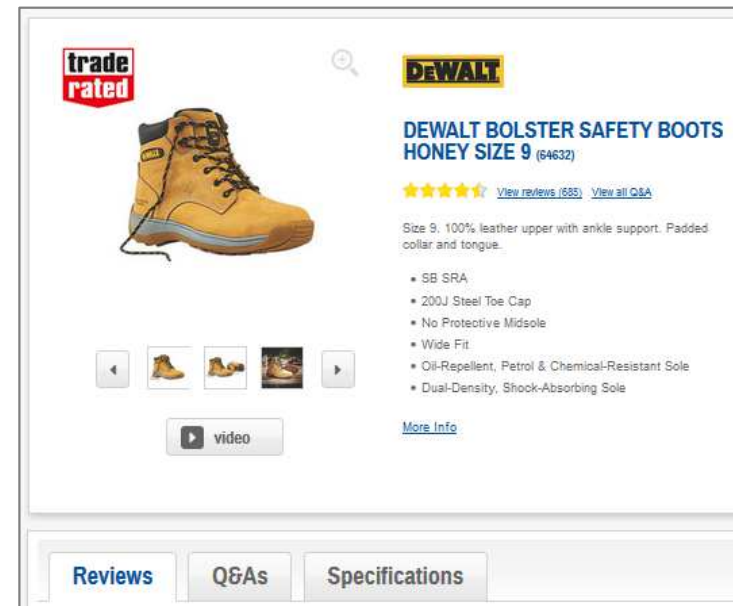 trade
rated
DEWALT
DEWALT BOLSTER SAFETY BOOTS
HONEY SIZE 9 (64632)
View reviews (685) View all Q&A
Size 9. 100% leather upper with ankle support. Padded
collar and tongue.
SB SRA
200J Steel Toe Cap
No Protective Midsole
Wide Fit
Oil-Repellent, Petrol & Chemical-Resistant Sole
Dual-Density, Shock-Absorbing Sole
More Info
video
Reviews Q&As Specifications